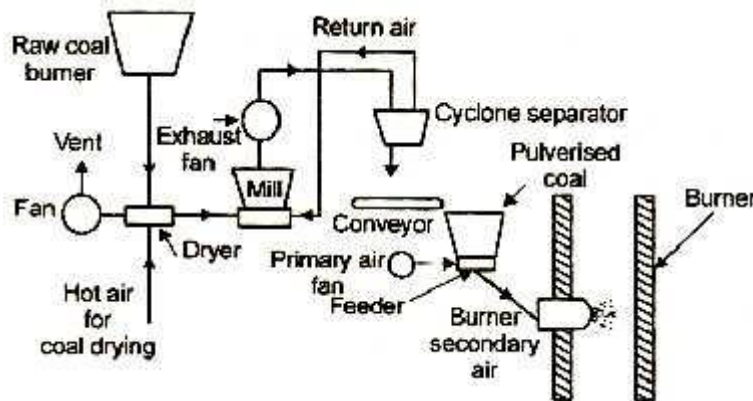 Raw coal
burner
Return air
Vent
Exhaust
fan
Cyclone separator
Pulverised
coal
Mill
Fan
Conveyor
Burner
Dryer
Primary air
fan
Feeder
Hot air
for
coal drying
Burner
secondary
air